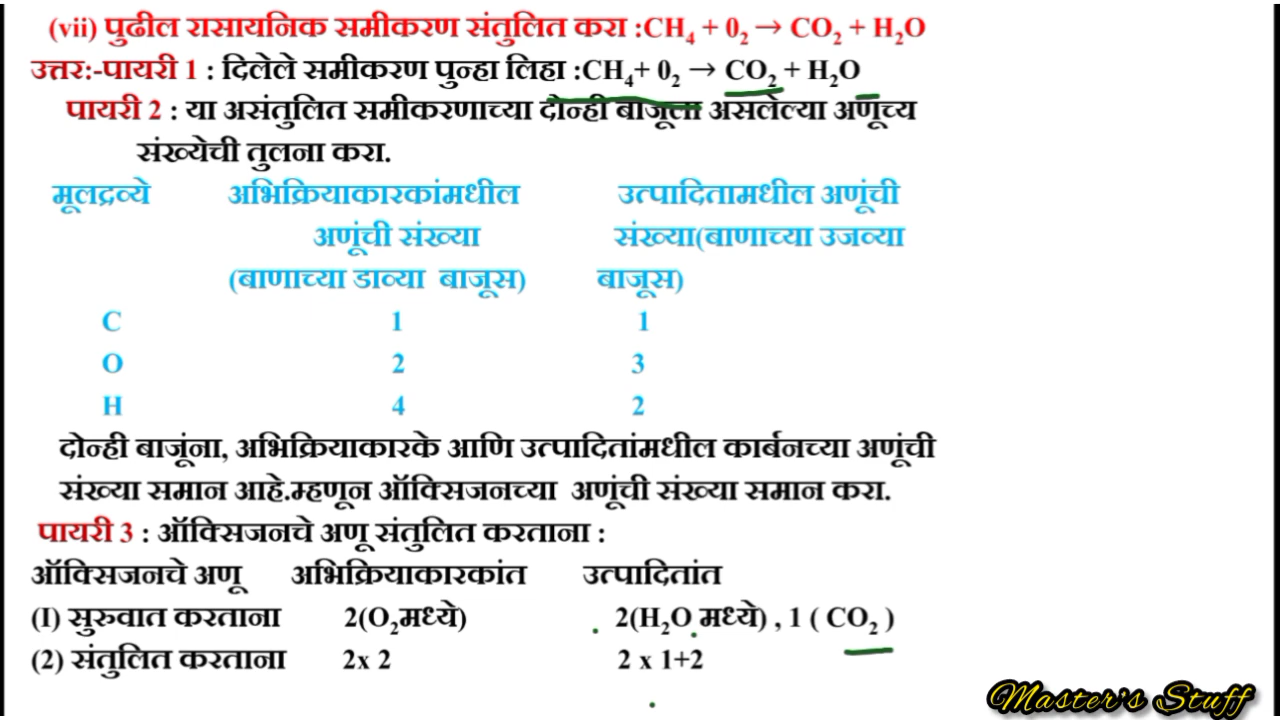 (vii) पुढील रासायनिक समीकरण संतुलित करा :CH₄ + 0₂ → CO₂ + H₂O
उत्तरः-पायरी 1 : दिलेले समीकरण पुन्हा लिहा :CH₄+ 0₂ → CO₂ + H₂O
पायरी 2 : या असंतुलित समीकरणाच्या दोन्ही बाजूला असलेल्या अणूंच्य
संख्येची तुलना करा.
मूलद्रव्ये अभिक्रियाकारकांमधील उत्पादितामधील अणूंची
अणूंची संख्या संख्या(बाणाच्या उजव्या
(बाणाच्या डाव्या बाजूस) बाजूस)
C 1 1
O 2 3
H 4 2
दोन्ही बाजूंना, अभिक्रियाकारके आणि उत्पादितांमधील कार्बनच्या अणूंची
संख्या समान आहे.म्हणून ऑक्सिजनच्या अणूंची संख्या समान करा.
पायरी 3 : ऑक्सिजनचे अणू संतुलित करताना :
ऑक्सिजनचे अणू अभिक्रियाकारकांत उत्पादितांत
(I) सुरुवात करताना 2(O₂मध्ये) 2(H₂O मध्ये) , 1 ( CO₂ )
(2) संतुलित करताना 2x 2 2 x 1+2
Master's Stuff